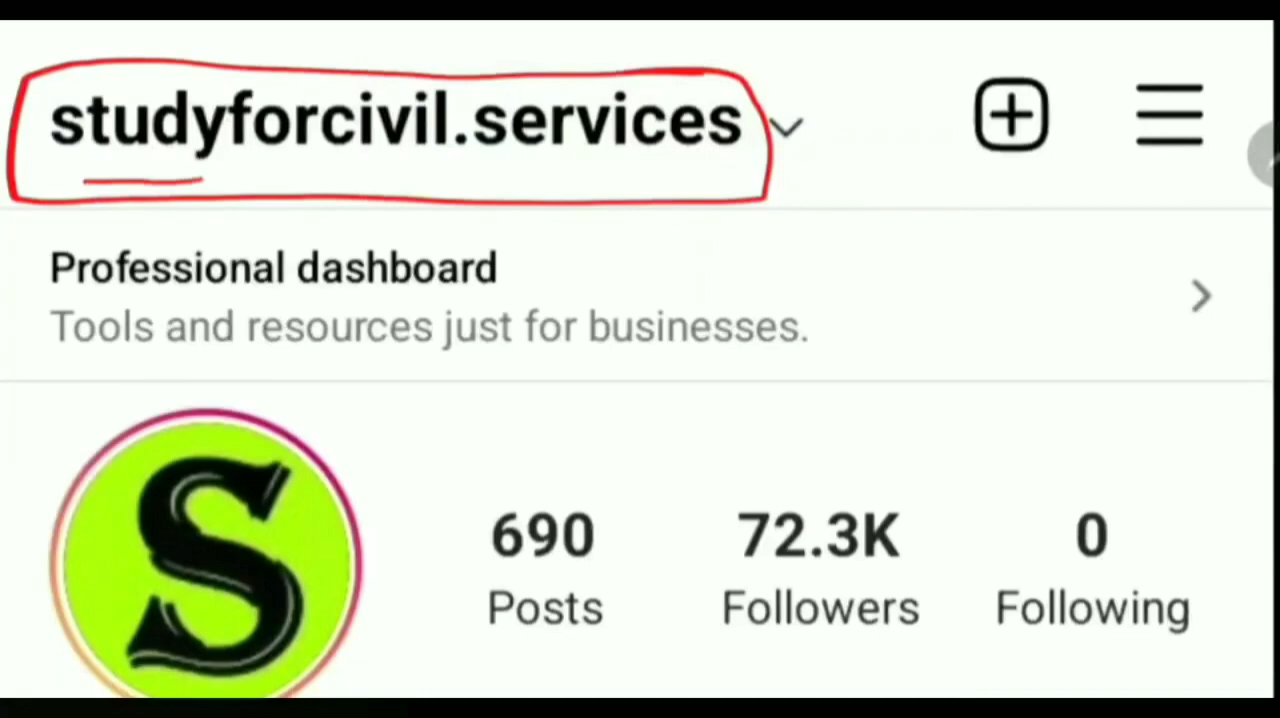 studyforcivil.services
Professional dashboard
Tools and resources just for businesses.
S
690 72.3K 0
Posts Followers Following